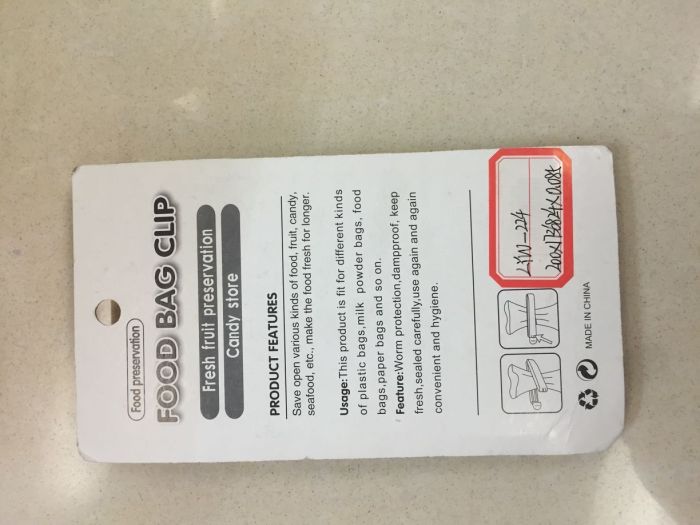 Food preservation
FOOD BAG CLIP
Fresh fruit preservation
Candy store
PRODUCT FEATURES
Save open various kinds of food, fruit, candy,
seafood, etc., make the food fresh for longer.
Usage:This product is fit for different kinds
of plastic bags,milk powder bags, food
bags,paper bags and so on.
Feature:Worm protection,dampproof, keep
fresh,sealed carefully,use again and again
convenient and hygiene.
MADE IN CHINA